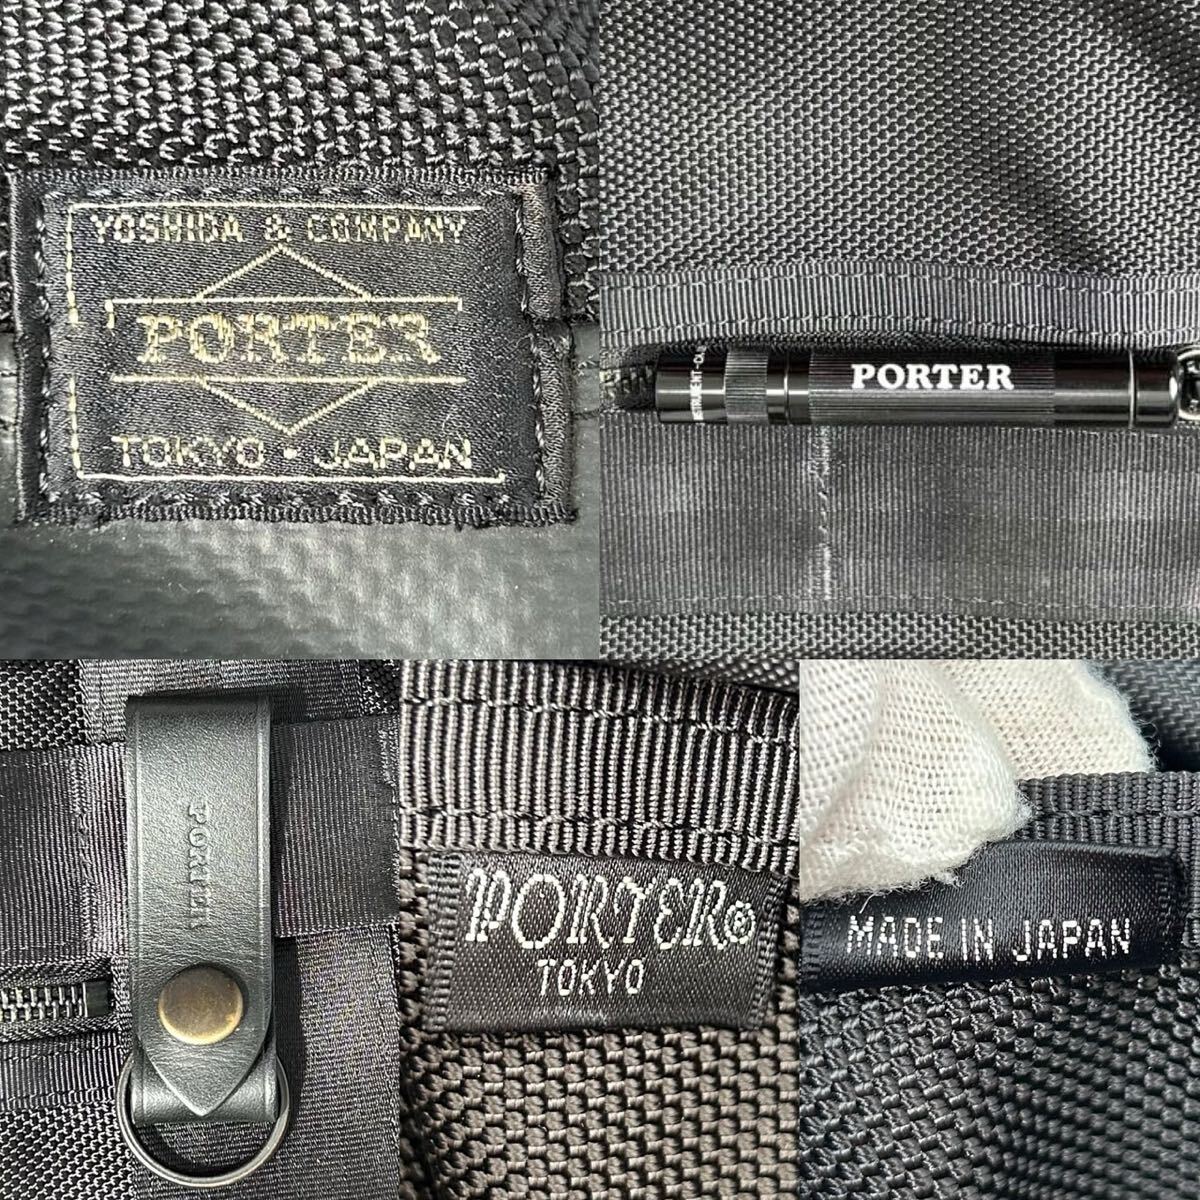 YOSHIDA & COMPANY
PORTER
TOKYO · JAPAN
PORTER
PORTER
PORTER®
TOKYO
MADE IN JAPAN